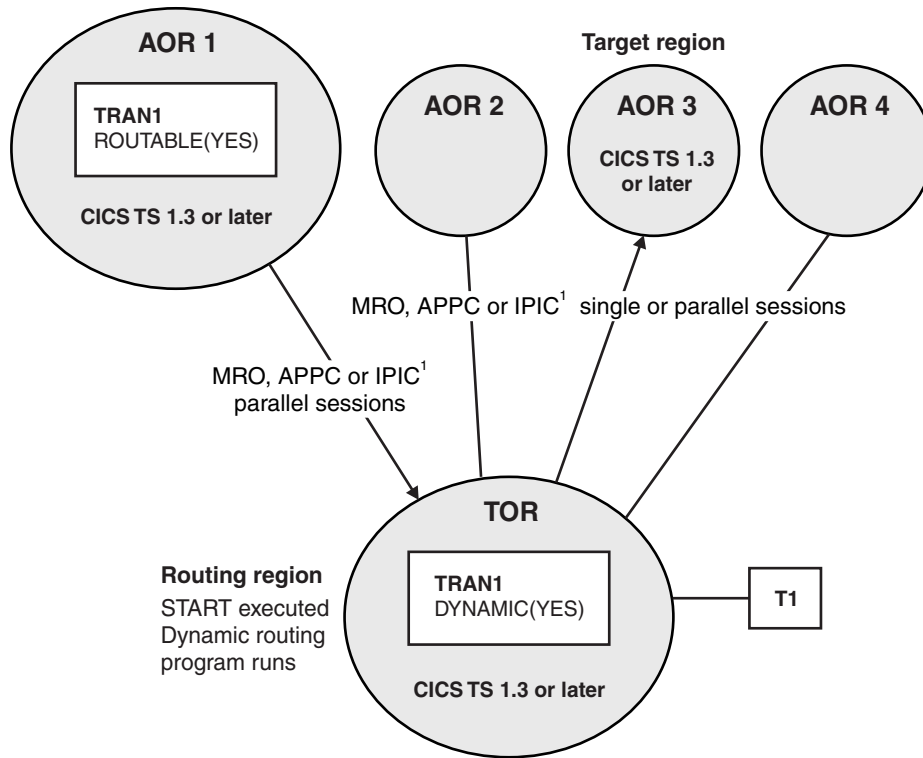 AOR 1
TRAN1
ROUTABLE(YES)
CICS TS 1.3 or later
AOR 2
Target region
AOR 3
CICS TS 1.3
or later
AOR 4
MRO, APPC or IPIC¹ single or parallel sessions
MRO, APPC or IPIC¹
parallel sessions
TOR
TRAN1
DYNAMIC(YES)
CICS TS 1.3 or later
Routing region
START executed
Dynamic routing
program runs
T1